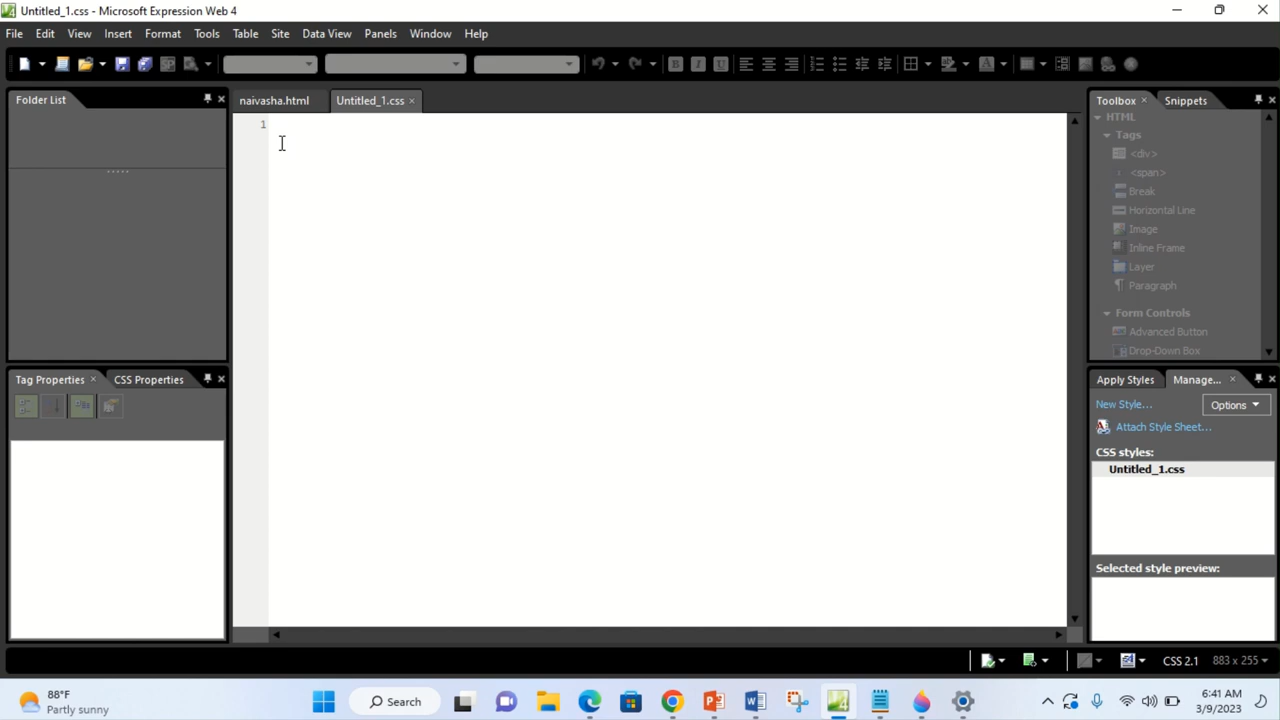 Untitled_1.css - Microsoft Expression Web 4
File Edit View Insert Format Tools Table Site Data View Panels Window Help
Folder List
naivasha.html Untitled_1.css
1
Toolbox Snippets
HTML
Tags
<div>
<span>
Break
Horizontal Line
Image
Inline Frame
Layer
Paragraph
Form Controls
Advanced Button
Drop-Down Box
Tag Properties CSS Properties
Apply Styles Manage...
New Style... Options
Attach Style Sheet...
CSS styles:
Untitled_1.css
Selected style preview:
CSS 2.1 883 x 255
88°F
Partly sunny
Search
6:41 AM
3/9/2023